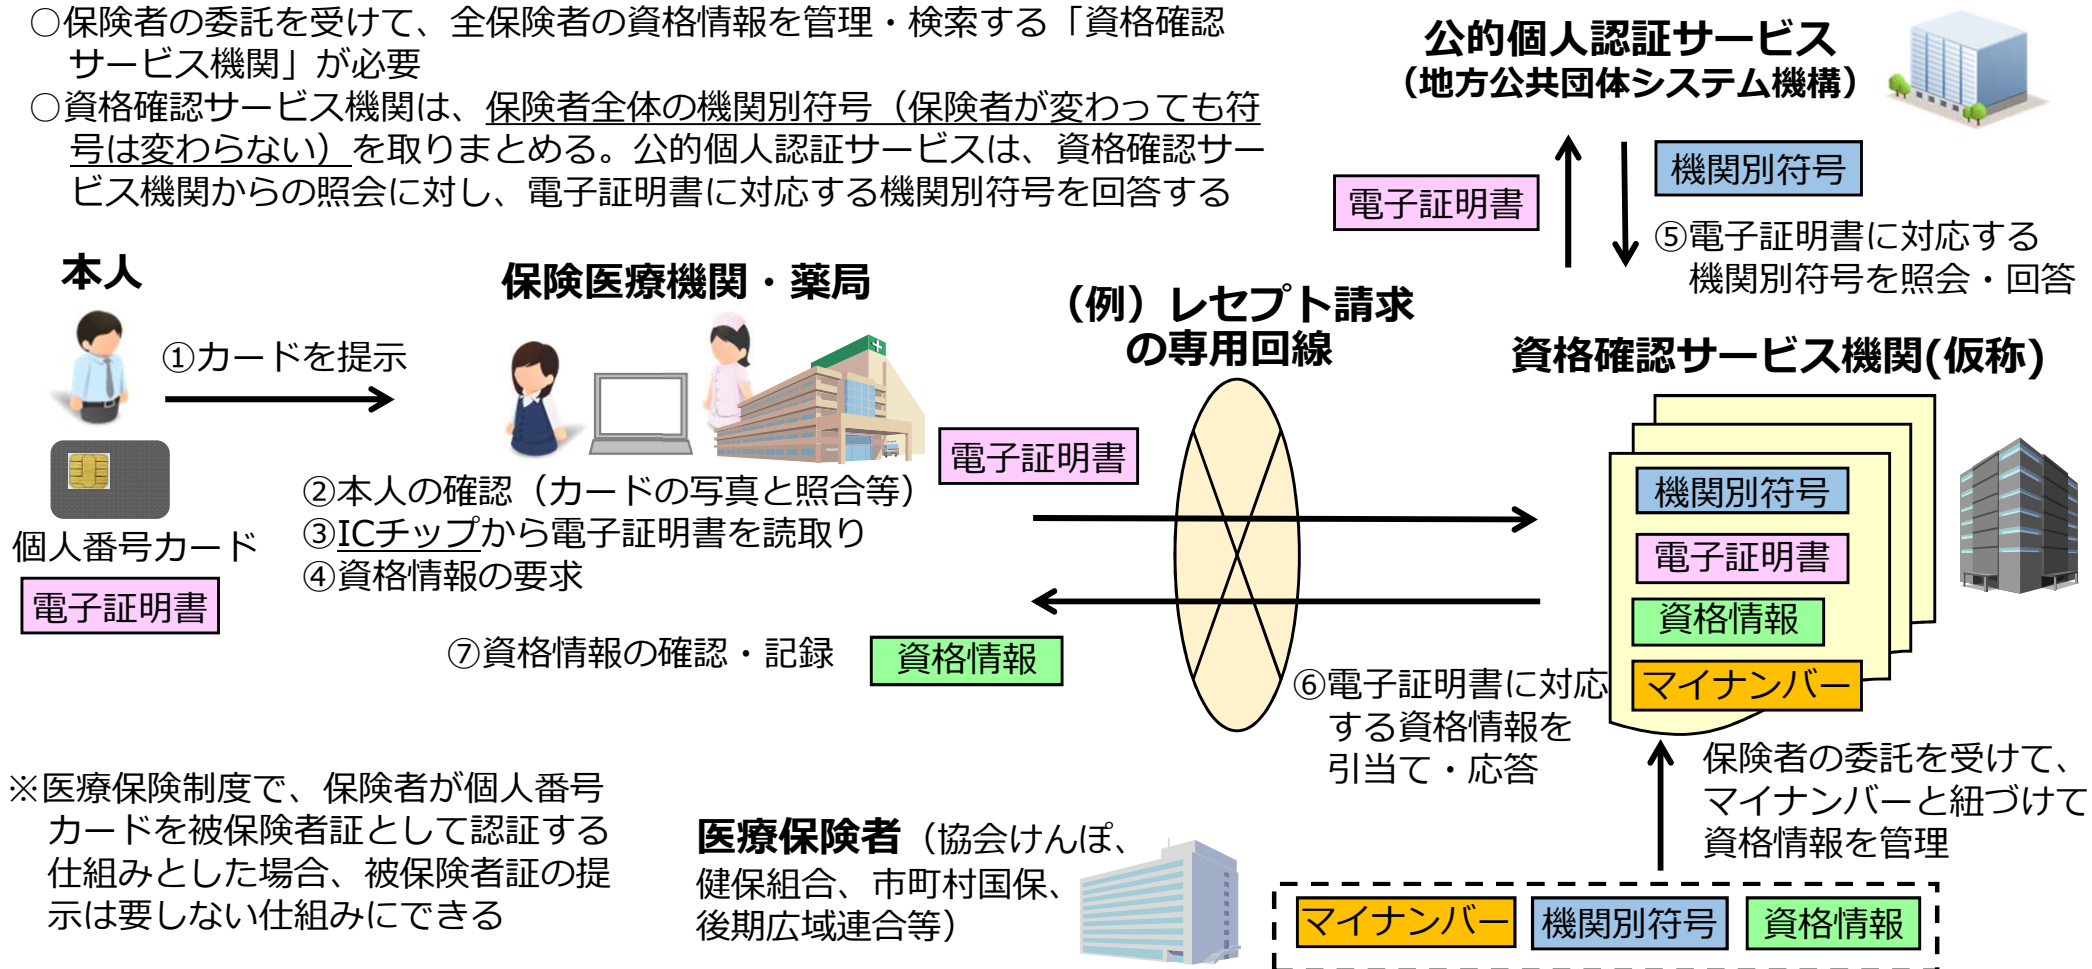 ○保険者の委託を受けて、全保険者の資格情報を管理・検索する「資格確認
サービス機関」が必要
○資格確認サービス機関は、保険者全体の機関別符号（保険者が変わっても符
号は変わらない）を取りまとめる。公的個人認証サービスは、資格確認サー
ビス機関からの照会に対し、電子証明書に対応する機関別符号を回答する
公的個人認証サービス
（地方公共団体システム機構）
電子証明書
機関別符号
⑤電子証明書に対応する
機関別符号を照会・回答
本人
①カードを提示
個人番号カード
電子証明書
保険医療機関・薬局
②本人の確認（カードの写真と照合等）
③ICチップから電子証明書を読取り
④資格情報の要求
⑦資格情報の確認・記録
資格情報
電子証明書
（例）レセプト請求
の専用回線
資格確認サービス機関(仮称)
機関別符号
電子証明書
資格情報
マイナンバー
⑥電子証明書に対応
する資格情報を
引当て・応答
保険者の委託を受けて、
マイナンバーと紐づけて
資格情報を管理
※医療保険制度で、保険者が個人番号
カードを被保険者証として認証する
仕組みとした場合、被保険者証の提
示は要しない仕組みにできる
医療保険者（協会けんぽ、
健保組合、市町村国保、
後期広域連合等）
マイナンバー
機関別符号
資格情報